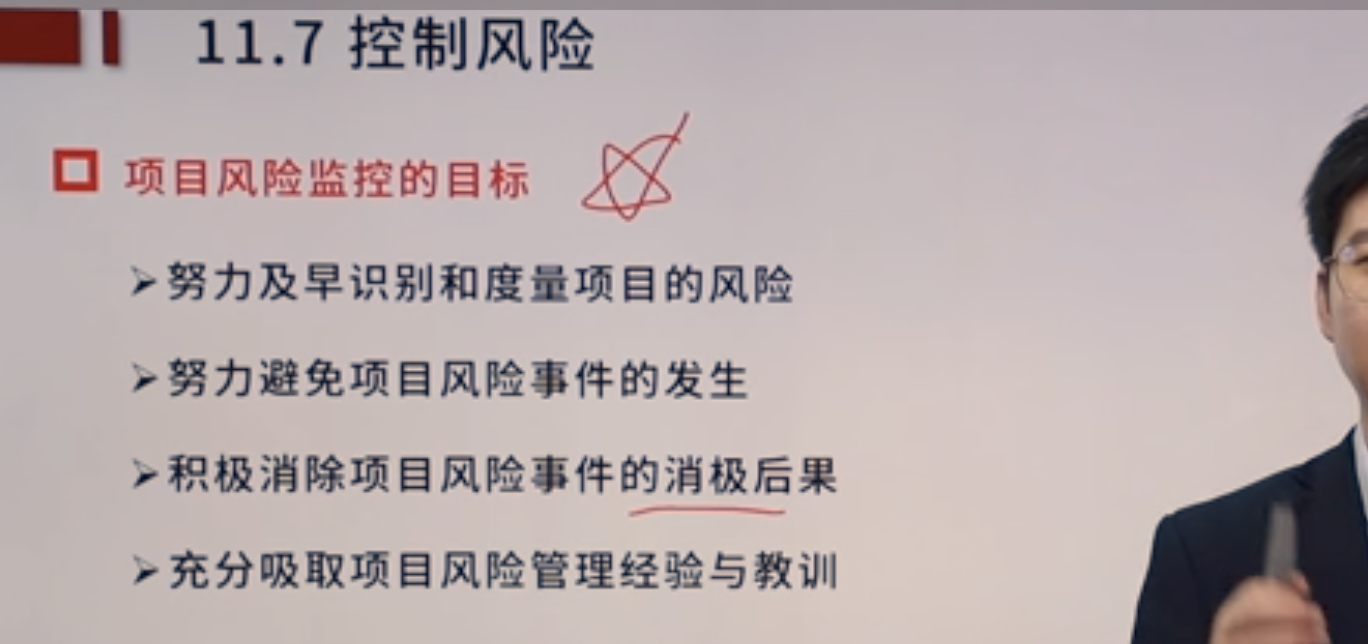 11.7 控制风险
项目风险监控的目标
努力及早识别和度量项目的风险
努力避免项目风险事件的发生
积极消除项目风险事件的消极后果
充分吸取项目风险管理经验与教训